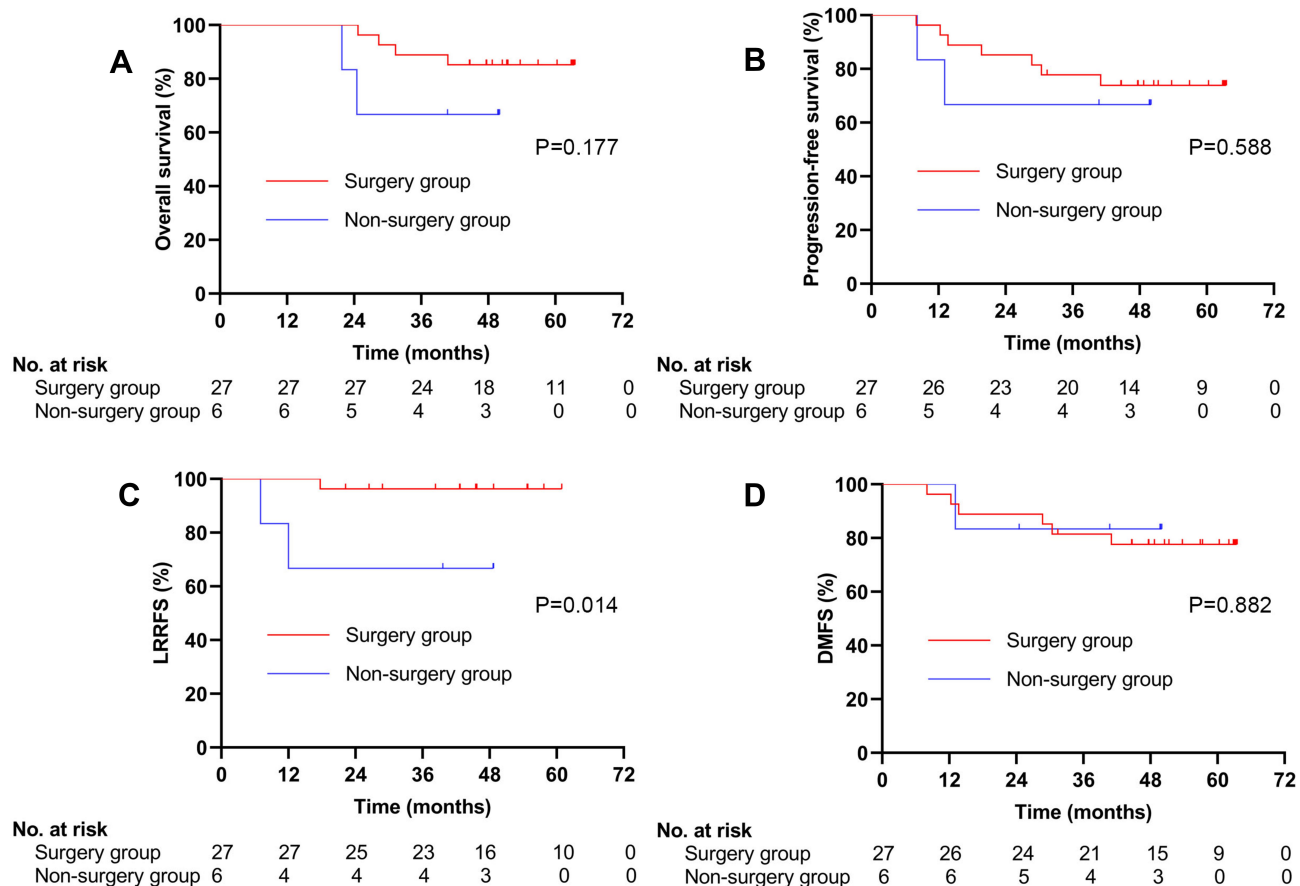 A
Overall survival (%)
100
80
60
40
20
0
P=0.177
Surgery group
Non-surgery group
0 12 24 36 48 60 72
Time (months)
No. at risk
Surgery group 27 27 27 24 18 11 0
Non-surgery group 6 6 5 4 3 0 0
B
Progression-free survival (%)
100
80
60
40
20
0
P=0.588
Surgery group
Non-surgery group
0 12 24 36 48 60 72
Time (months)
No. at risk
Surgery group 27 26 23 20 14 9 0
Non-surgery group 6 5 4 4 3 0 0
C
LRRFS (%)
100
80
60
40
20
0
P=0.014
Surgery group
Non-surgery group
0 12 24 36 48 60 72
Time (months)
No. at risk
Surgery group 27 27 25 23 16 10 0
Non-surgery group 6 4 4 4 3 0 0
D
DMFS (%)
100
80
60
40
20
0
P=0.882
Surgery group
Non-surgery group
0 12 24 36 48 60 72
Time (months)
No. at risk
Surgery group 27 26 24 21 15 9 0
Non-surgery group 6 6 5 4 3 0 0